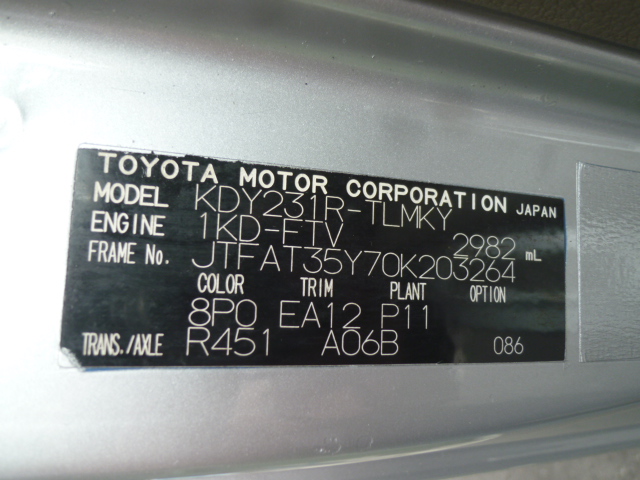 TOYOTA MOTOR CORPORATION JAPAN
MODEL KDY231R-TLMKY
ENGINE 1KD-FTV 2982 mL
FRAME No. JTFAT35Y70K203264
COLOR TRIM PLANT OPTION
8P0 EA12 P11
TRANS./AXLE R451 A06B 086